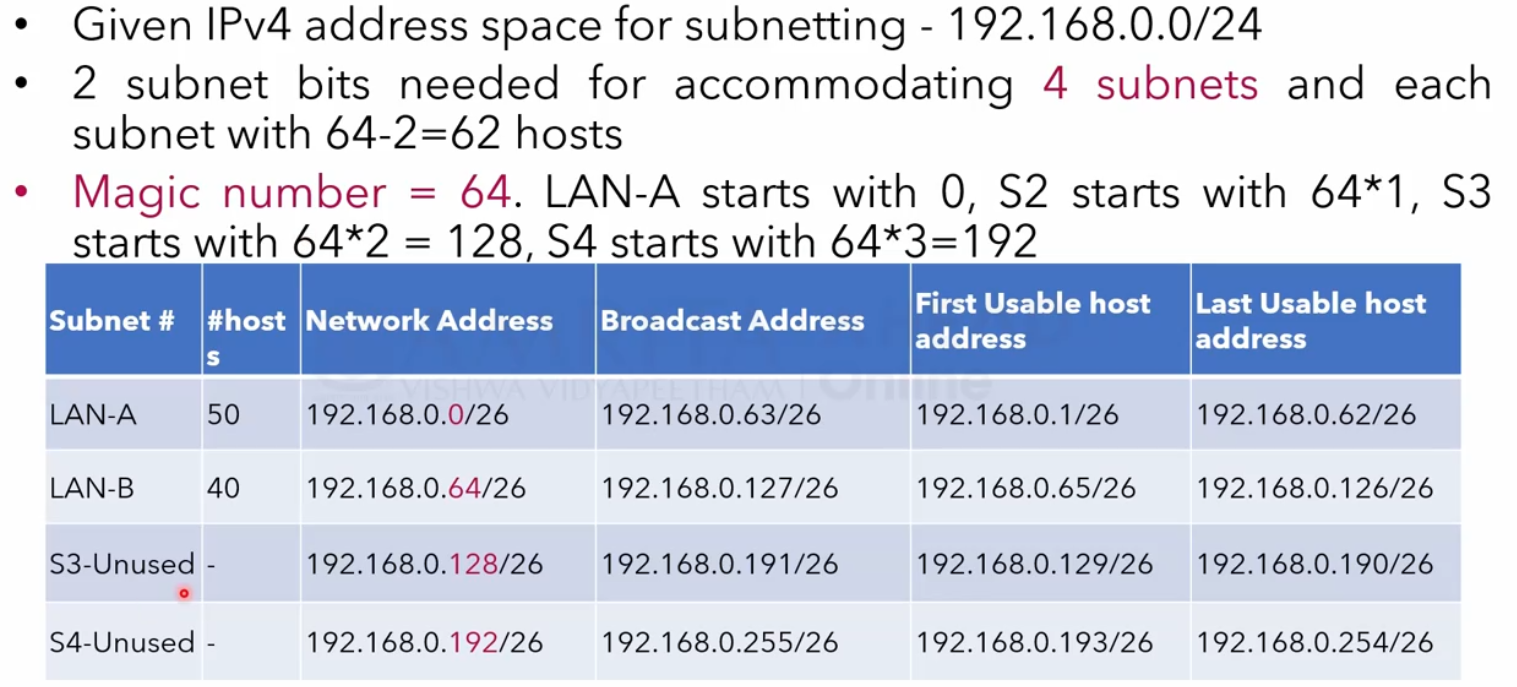 • Given IPv4 address space for subnetting - 192.168.0.0/24
• 2 subnet bits needed for accommodating 4 subnets and each
subnet with 64-2=62 hosts
• Magic number = 64. LAN-A starts with 0, S2 starts with 64*1, S3
starts with 64*2 = 128, S4 starts with 64*3=192
Subnet # #host s Network Address Broadcast Address First Usable host address Last Usable host address
LAN-A 50 192.168.0.0/26 192.168.0.63/26 192.168.0.1/26 192.168.0.62/26
LAN-B 40 192.168.0.64/26 192.168.0.127/26 192.168.0.65/26 192.168.0.126/26
S3-Unused - 192.168.0.128/26 192.168.0.191/26 192.168.0.129/26 192.168.0.190/26
S4-Unused - 192.168.0.192/26 192.168.0.255/26 192.168.0.193/26 192.168.0.254/26
AMRITA
VISHWA VIDYAPEETHAM | Online